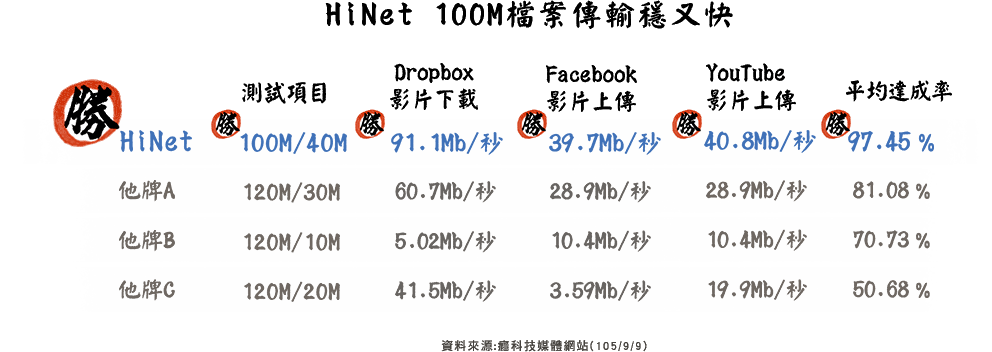 HiNet 100M檔案傳輸穩又快
勝
測試項目
Dropbox
影片下載
Facebook
影片上傳
YouTube
影片上傳
平均達成率
HiNet 勝 100M/40M 勝 91.1Mb/秒 勝 39.7Mb/秒 勝 40.8Mb/秒 勝 97.45 %
他牌A 120M/30M 60.7Mb/秒 28.9Mb/秒 28.9Mb/秒 81.08 %
他牌B 120M/10M 5.02Mb/秒 10.4Mb/秒 10.4Mb/秒 70.73 %
他牌C 120M/20M 41.5Mb/秒 3.59Mb/秒 19.9Mb/秒 50.68 %
資料來源:癮科技媒體網站(105/9/9)